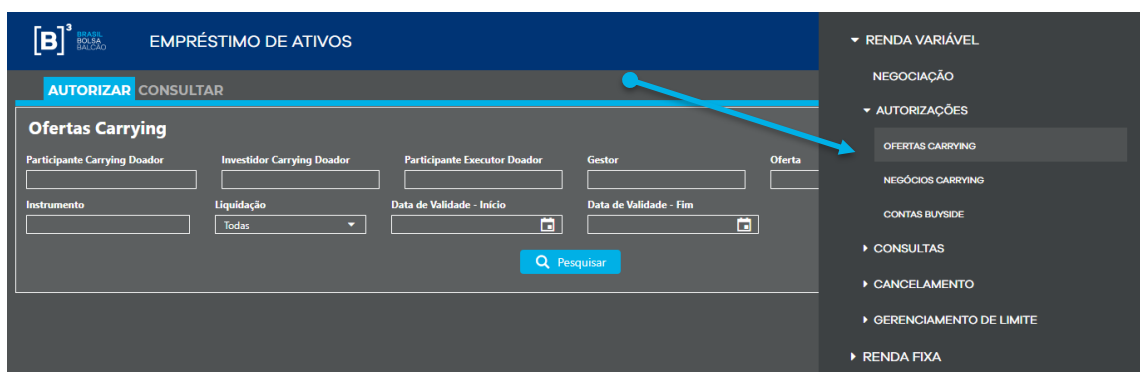 [B]³ BRASIL
BOLSA
BALCÃO
EMPRÉSTIMO DE ATIVOS
AUTORIZAR CONSULTAR
Ofertas Carrying
Participante Carrying Doador Investidor Carrying Doador Participante Executor Doador Gestor Oferta
Instrumento Liquidação Data de Validade - Início Data de Validade - Fim
Todas
Pesquisar
RENDA VARIÁVEL
NEGOCIAÇÃO
AUTORIZAÇÕES
OFERTAS CARRYING
NEGÓCIOS CARRYING
CONTAS BUYSIDE
CONSULTAS
CANCELAMENTO
GERENCIAMENTO DE LIMITE
RENDA FIXA